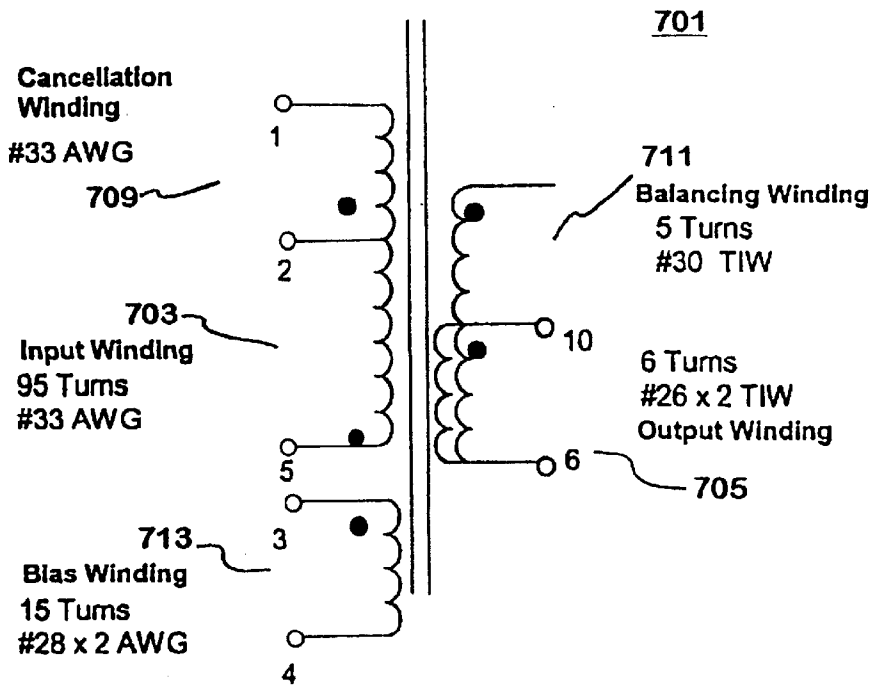 701
Cancellation
Winding
1
#33 AWG
709
2
711
Balancing Winding
5 Turns
#30 TIW
703
Input Winding
95 Turns
#33 AWG
5
10
6 Turns
#26 x 2 TIW
Output Winding
6
705
3
713
Bias Winding
15 Turns
#28 x 2 AWG
4